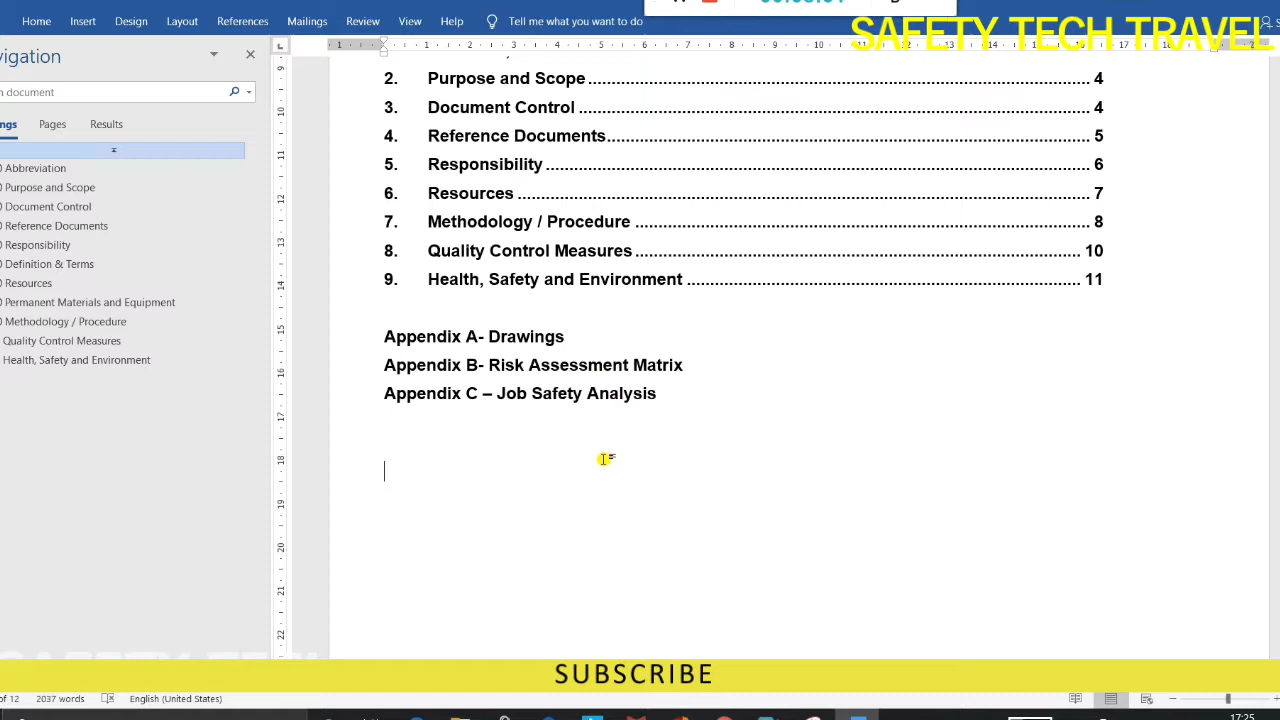 Home Insert Design Layout References Mailings Review View Help Tell me what you want to do
SAFETY TECH TRAVEL
vigation
n document
ngs Pages Results
Abbreviation
Purpose and Scope
Document Control
Reference Documents
Responsibility
Definition & Terms
Resources
Permanent Materials and Equipment
Methodology / Procedure
Quality Control Measures
Health, Safety and Environment
2. Purpose and Scope 4
3. Document Control 4
4. Reference Documents 5
5. Responsibility 6
6. Resources 7
7. Methodology / Procedure 8
8. Quality Control Measures 10
9. Health, Safety and Environment 11
Appendix A- Drawings
Appendix B- Risk Assessment Matrix
Appendix C – Job Safety Analysis
SUBSCRIBE
of 12 2037 words English (United States)
17:25